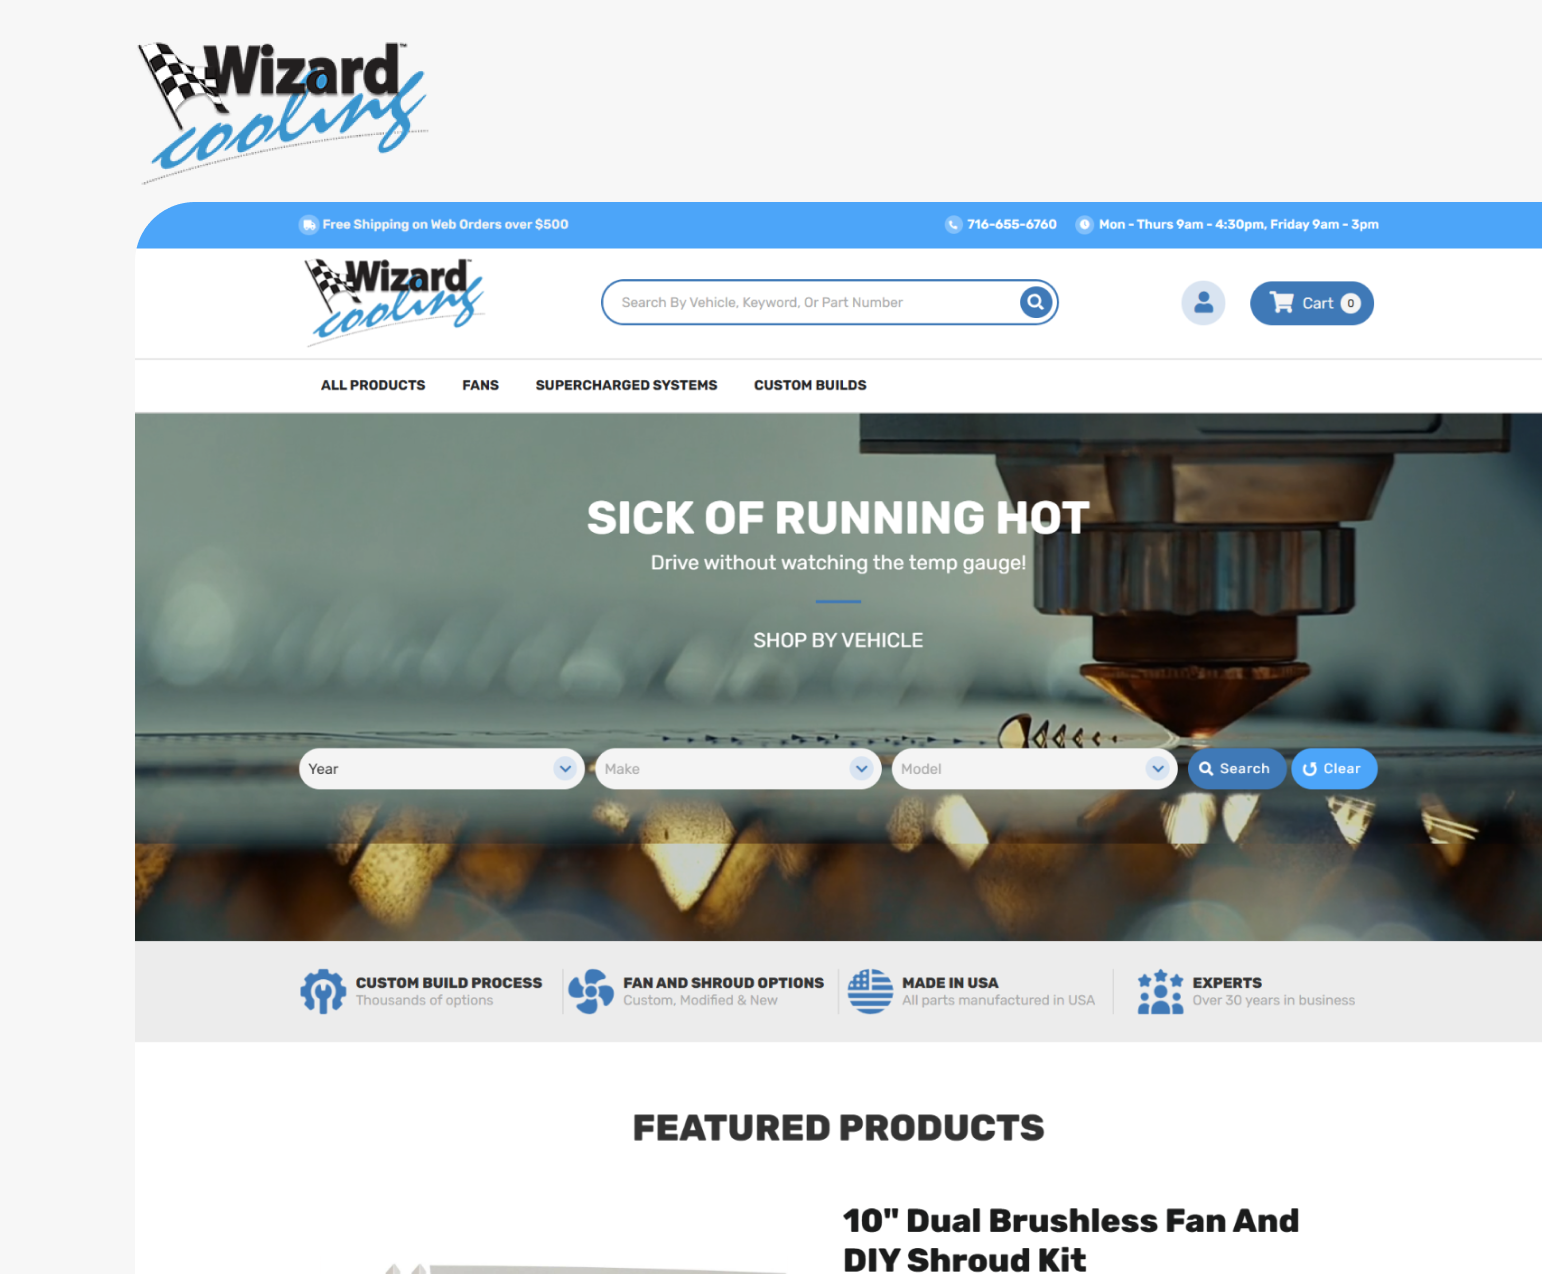 Wizard™
cooling
Free Shipping on Web Orders over $500
716-655-6760
Mon - Thurs 9am - 4:30pm, Friday 9am - 3pm
Wizard™
cooling
Search By Vehicle, Keyword, Or Part Number
Cart 0
ALL PRODUCTS FANS SUPERCHARGED SYSTEMS CUSTOM BUILDS
SICK OF RUNNING HOT
Drive without watching the temp gauge!
SHOP BY VEHICLE
Year Make Model Search Clear
CUSTOM BUILD PROCESS
Thousands of options
FAN AND SHROUD OPTIONS
Custom, Modified & New
MADE IN USA
All parts manufactured in USA
EXPERTS
Over 30 years in business
FEATURED PRODUCTS
10" Dual Brushless Fan And
DIY Shroud Kit